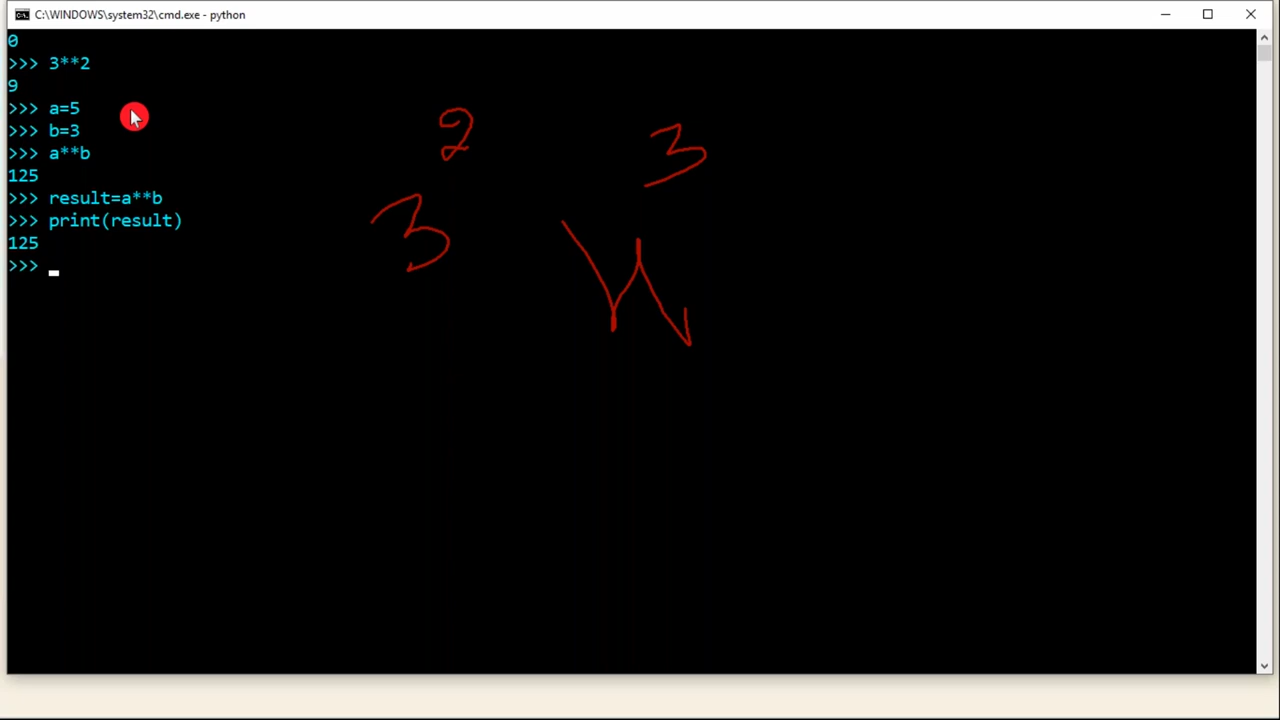 C:\WINDOWS\system32\cmd.exe - python
0
>>> 3**2
9
>>> a=5
>>> b=3
>>> a**b
125
>>> result=a**b
>>> print(result)
125
>>>
2
3
3